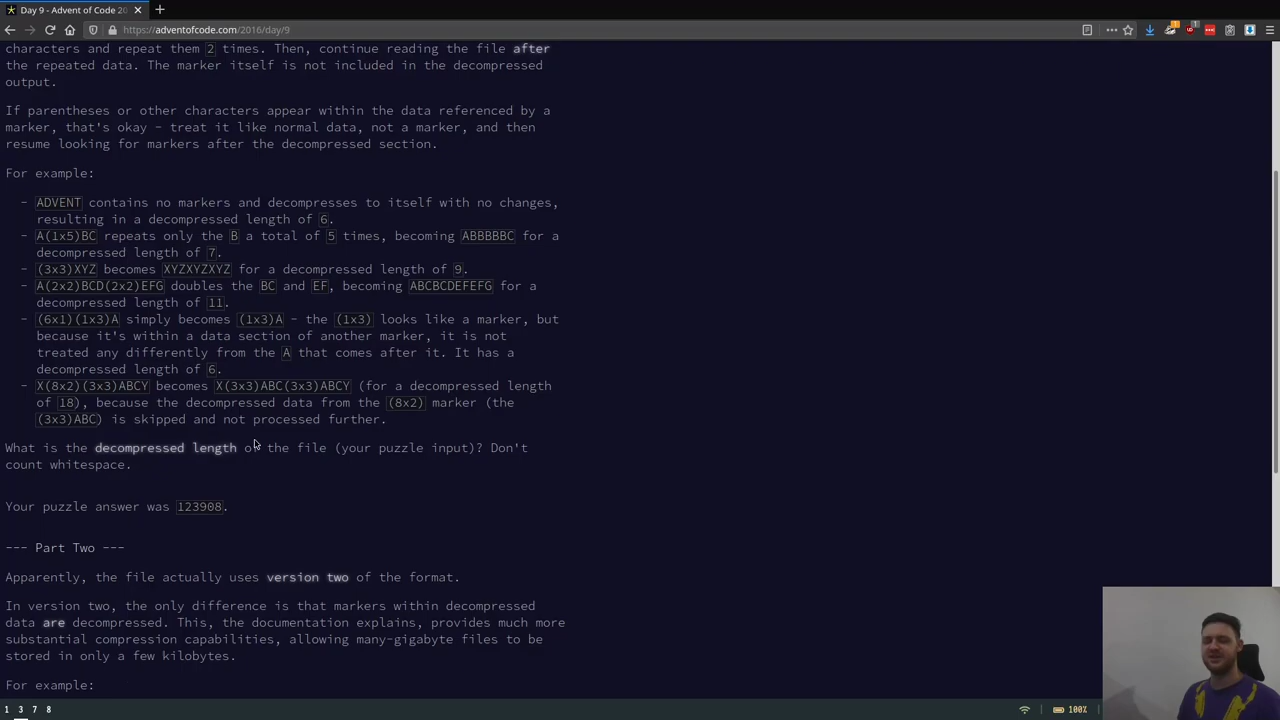 Day 9 - Advent of Code 20
https://adventofcode.com/2016/day/9
characters and repeat them 2 times. Then, continue reading the file after
the repeated data. The marker itself is not included in the decompressed
output.
If parentheses or other characters appear within the data referenced by a
marker, that's okay - treat it like normal data, not a marker, and then
resume looking for markers after the decompressed section.
For example:
- ADVENT contains no markers and decompresses to itself with no changes,
resulting in a decompressed length of 6.
- A(1x5)BC repeats only the B a total of 5 times, becoming ABBBBBC for a
decompressed length of 7.
- (3x3)XYZ becomes XYZXYZXYZ for a decompressed length of 9.
- A(2x2)BCD(2x2)EFG doubles the BC and EF, becoming ABCBCDEFEFG for a
decompressed length of 11.
- (6x1)(1x3)A simply becomes (1x3)A - the (1x3) looks like a marker, but
because it's within a data section of another marker, it is not
treated any differently from the A that comes after it. It has a
decompressed length of 6.
- X(8x2)(3x3)ABCY becomes X(3x3)ABC(3x3)ABCY (for a decompressed length
of 18), because the decompressed data from the (8x2) marker (the
(3x3)ABC) is skipped and not processed further.
What is the decompressed length of the file (your puzzle input)? Don't
count whitespace.
Your puzzle answer was 123908.
--- Part Two ---
Apparently, the file actually uses version two of the format.
In version two, the only difference is that markers within decompressed
data are decompressed. This, the documentation explains, provides much more
substantial compression capabilities, allowing many-gigabyte files to be
stored in only a few kilobytes.
For example:
1 3 7 8
100%